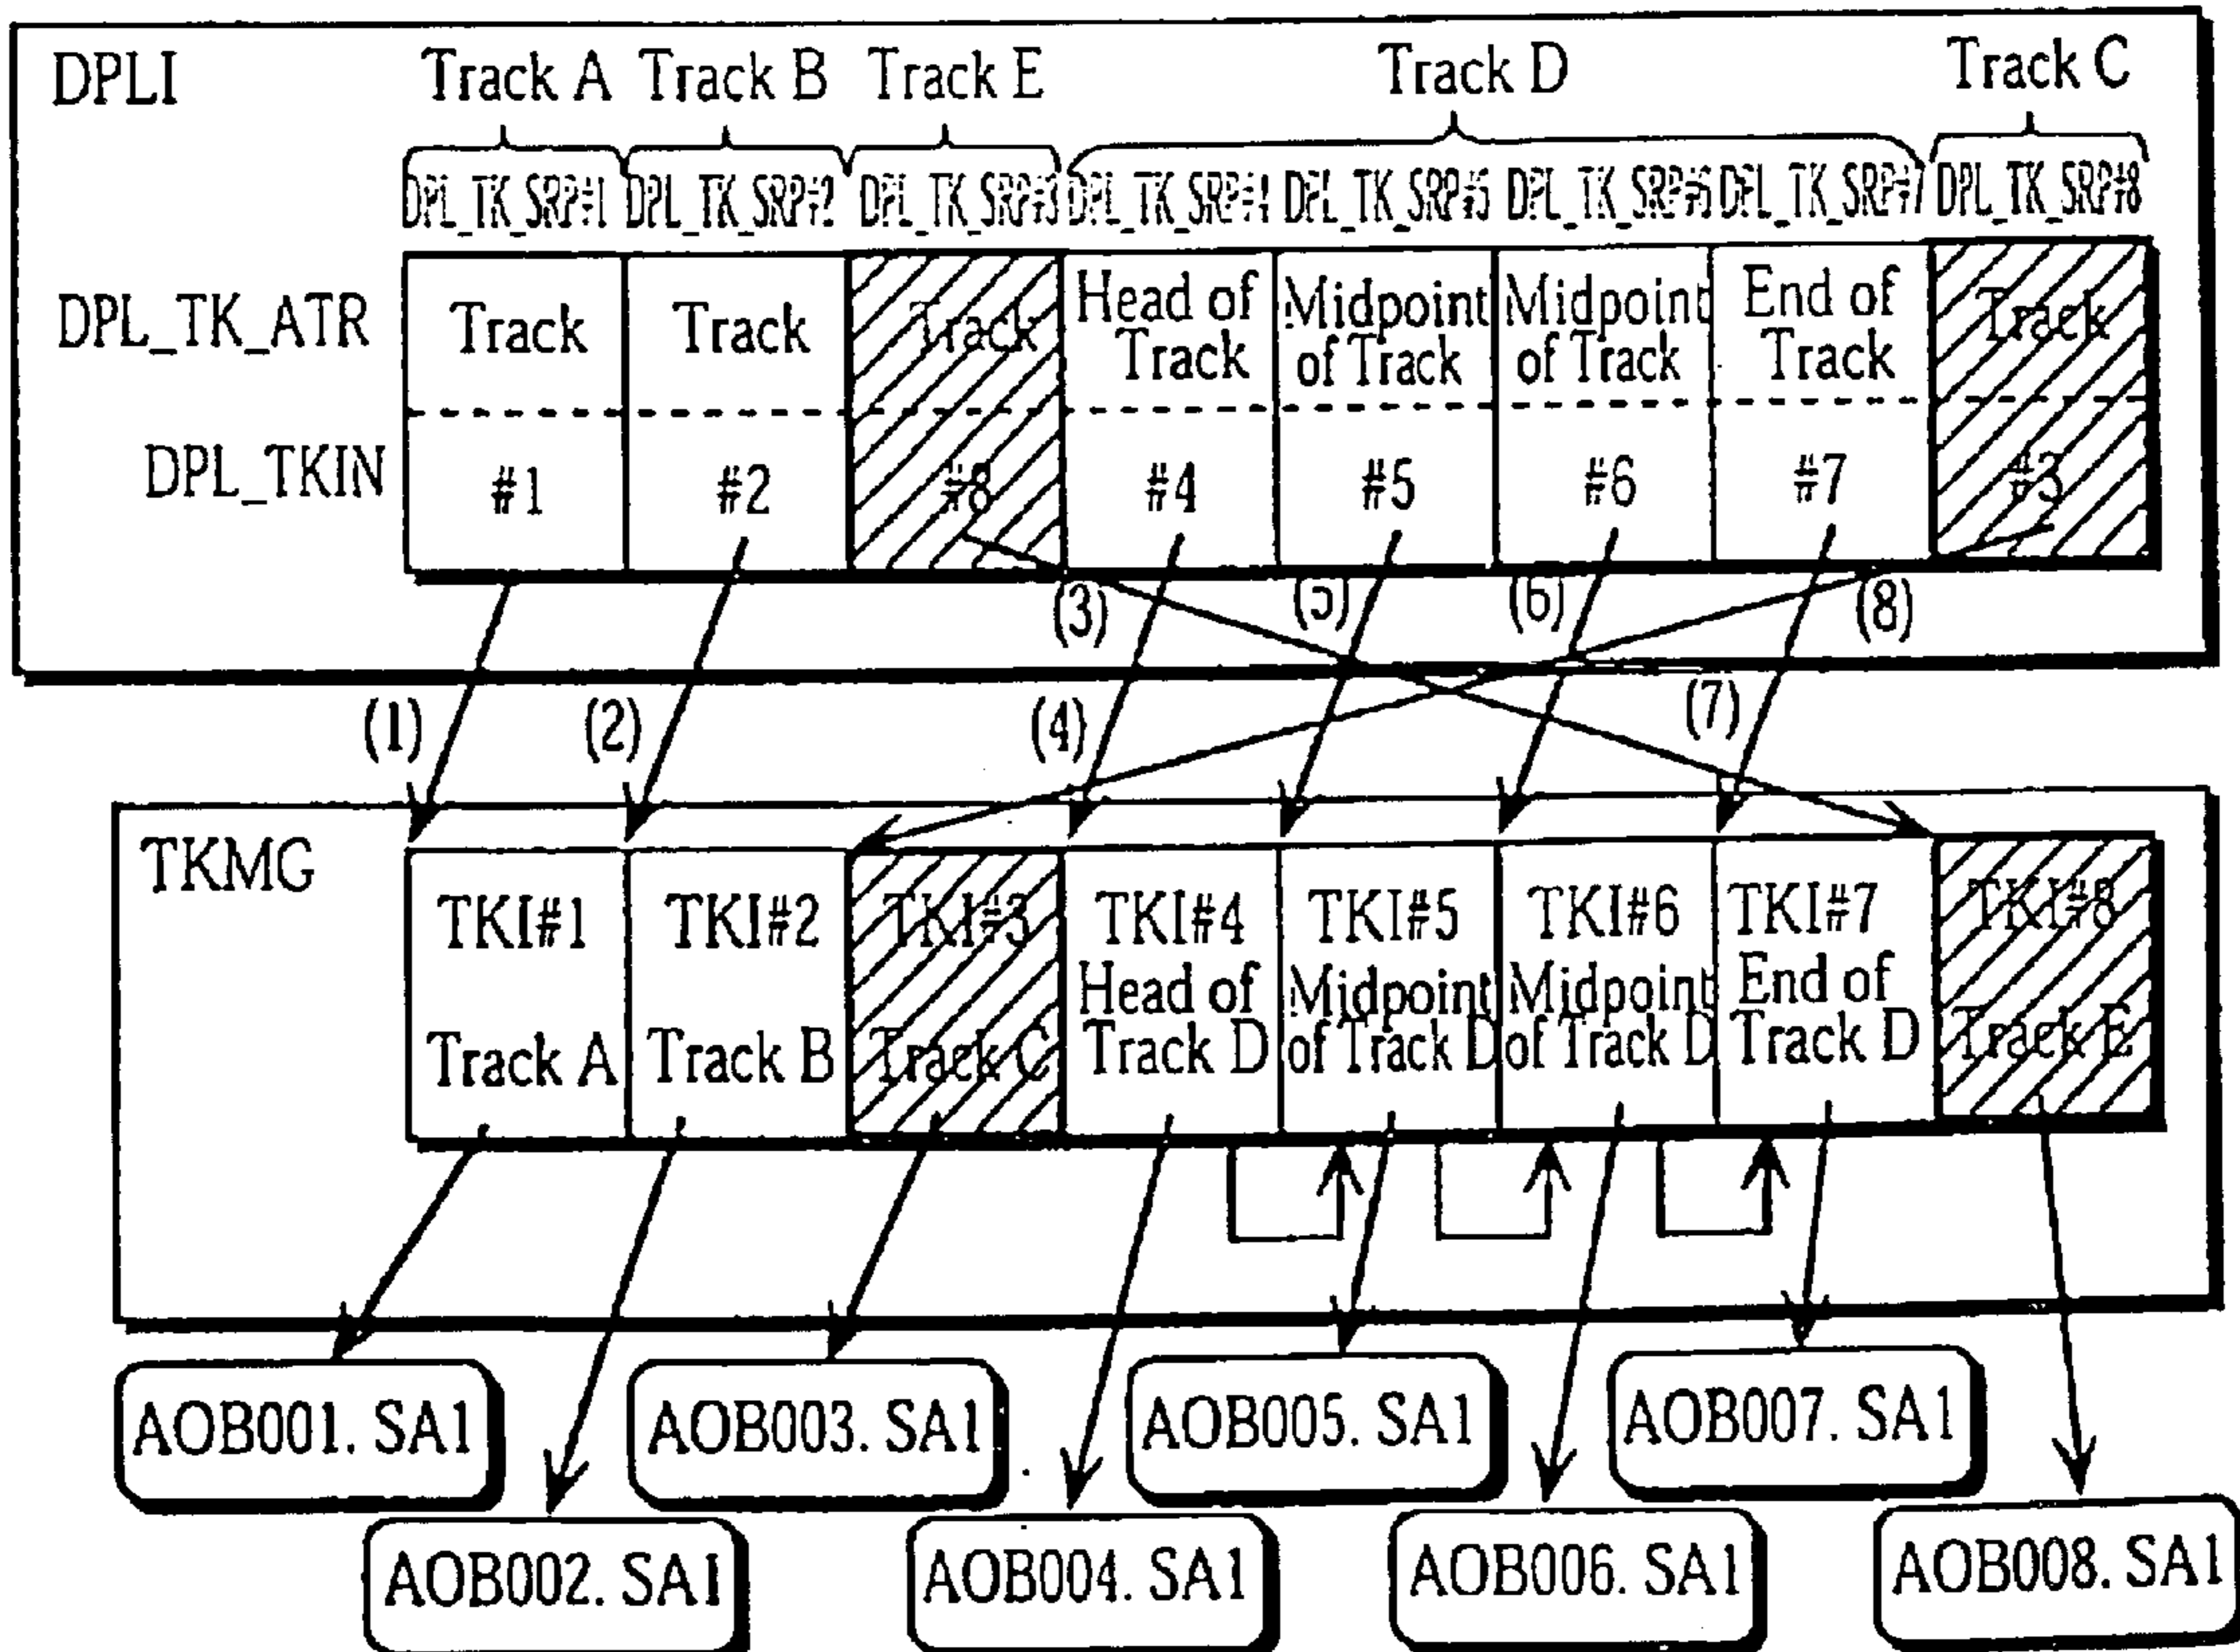 DPLI
Track A Track B Track E Track D Track C
DPL_TK_SRP#1 DPL_TK_SRP#2 DPL_TK_SRP#3 DPL_TK_SRP#4 DPL_TK_SRP#5 DPL_TK_SRP#6 DPL_TK_SRP#7 DPL_TK_SRP#8
DPL_TK_ATR
Track
Track
Track
Head of
Track
Midpoint
of Track
Midpoint
of Track
End of
Track
Track
DPL_TKIN #1 #2 #8 #4 #5 #6 #7 #3
(3) (5) (6) (8)
(1) (2) (4) (7)
TKMG
TKI#1
Track A
TKI#2
Track B
TKI#3
Track C
TKI#4
Head of
Track D
TKI#5
Midpoint
of Track D
TKI#6
Midpoint
of Track D
TKI#7
End of
Track D
TKI#8
Track E
AOB001. SA1 AOB003. SA1 AOB005. SA1 AOB007. SA1
AOB002. SA1 AOB004. SA1 AOB006. SA1 AOB008. SA1